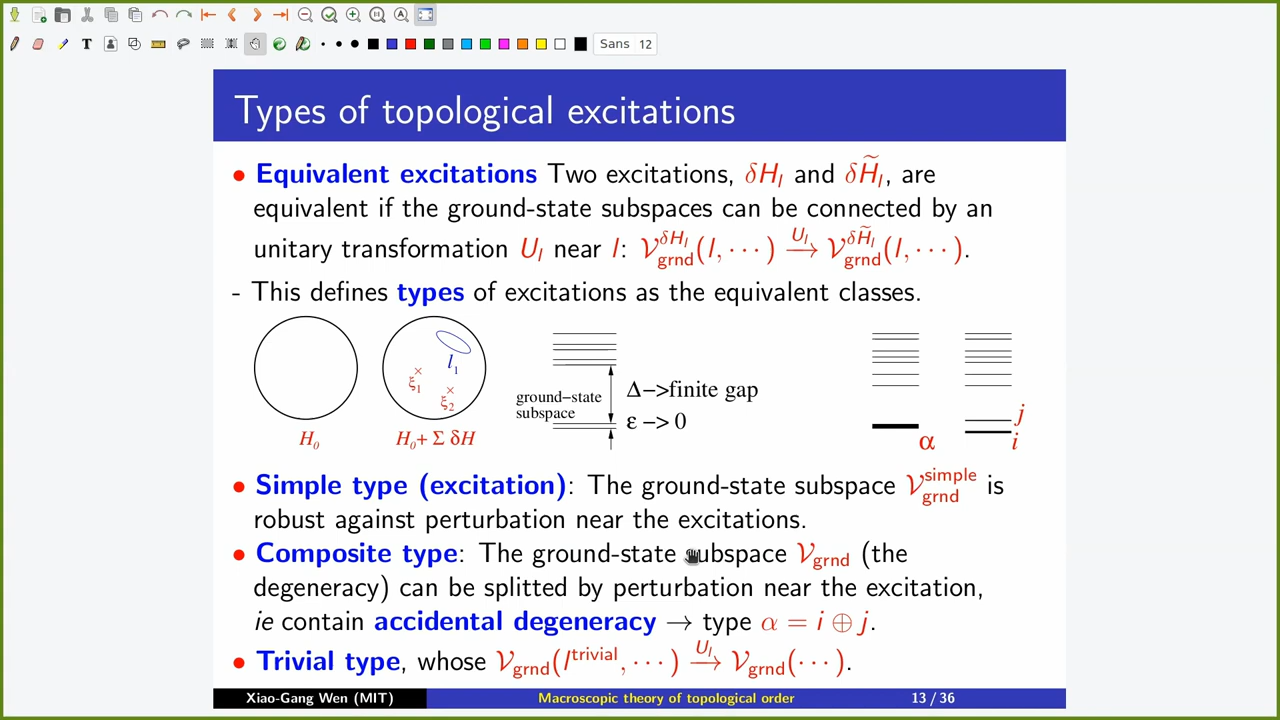 Sans 12
Types of topological excitations
• Equivalent excitations Two excitations, δH_l and δH̃_l, are
equivalent if the ground-state subspaces can be connected by an
unitary transformation U_l near l: 𝒱_grnd^{δH_l}(l, ⋯) →^{U_l} 𝒱_grnd^{δH̃_l}(l, ⋯).
- This defines types of excitations as the equivalent classes.
l₁
ξ₁
ξ₂
H₀
H₀+ Σ δH
ground−state
subspace
Δ−>finite gap
ε −> 0
α
j
i
• Simple type (excitation): The ground-state subspace 𝒱_grnd^{simple} is
robust against perturbation near the excitations.
• Composite type: The ground-state subspace 𝒱_grnd (the
degeneracy) can be splitted by perturbation near the excitation,
ie contain accidental degeneracy → type α = i ⊕ j.
• Trivial type, whose 𝒱_grnd(l^{trivial}, ⋯) →^{U_l} 𝒱_grnd(⋯).
Xiao-Gang Wen (MIT) Macroscopic theory of topological order 13 / 36